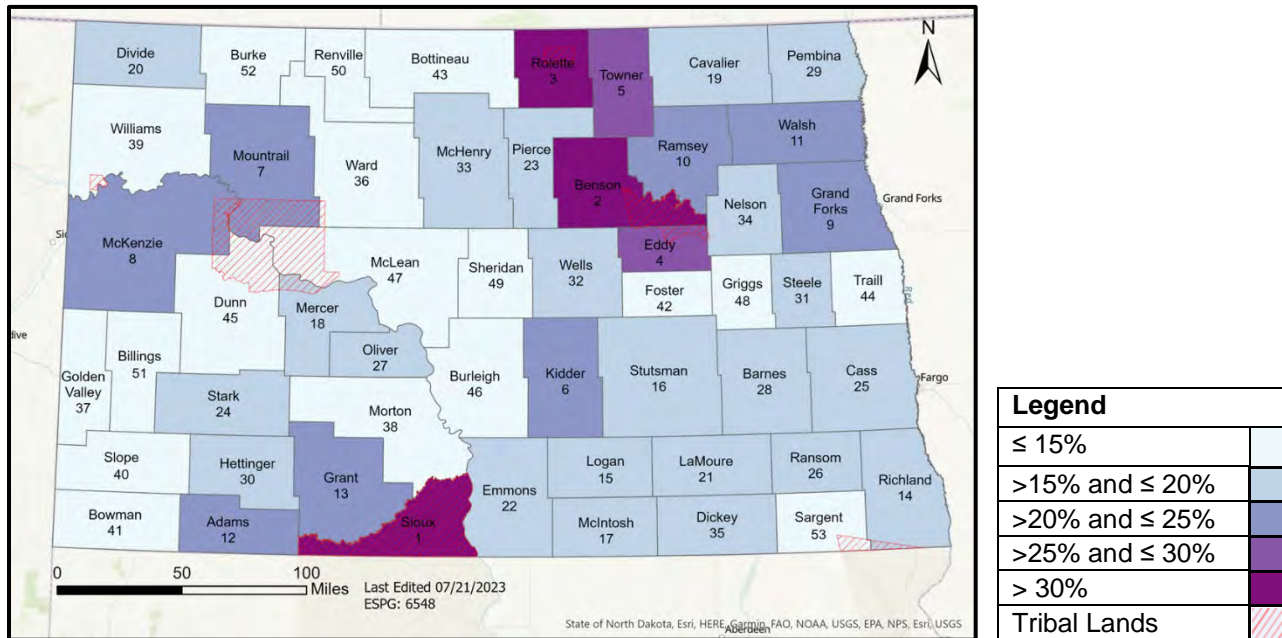 N
Divide
20
Burke
52
Renville
50
Bottineau
43
Rolette
3
Towner
5
Cavalier
19
Pembina
29
Williams
39
Mountrail
7
Ward
36
McHenry
33
Pierce
23
Benson
2
Ramsey
10
Walsh
11
Nelson
34
Grand
Forks
9
Grand Forks
McKenzie
8
Dunn
45
McLean
47
Sheridan
49
Wells
32
Eddy
4
Foster
42
Griggs
48
Steele
31
Traill
44
Mercer
18
Oliver
27
Golden
Valley
37
Billings
51
Stark
24
Burleigh
46
Kidder
6
Stutsman
16
Barnes
28
Cass
25
Fargo
Morton
38
Slope
40
Hettinger
30
Grant
13
Sioux
1
Emmons
22
Logan
15
LaMoure
21
Ransom
26
Richland
14
Bowman
41
Adams
12
McIntosh
17
Dickey
35
Sargent
53
0 50 100
Miles
Last Edited 07/21/2023
ESPG: 6548
State of North Dakota, Esri, HERE, Garmin, FAO, NOAA, USGS, EPA, NPS, Esri, USGS
Aberdeen
Legend
≤ 15%
>15% and ≤ 20%
>20% and ≤ 25%
>25% and ≤ 30%
> 30%
Tribal Lands